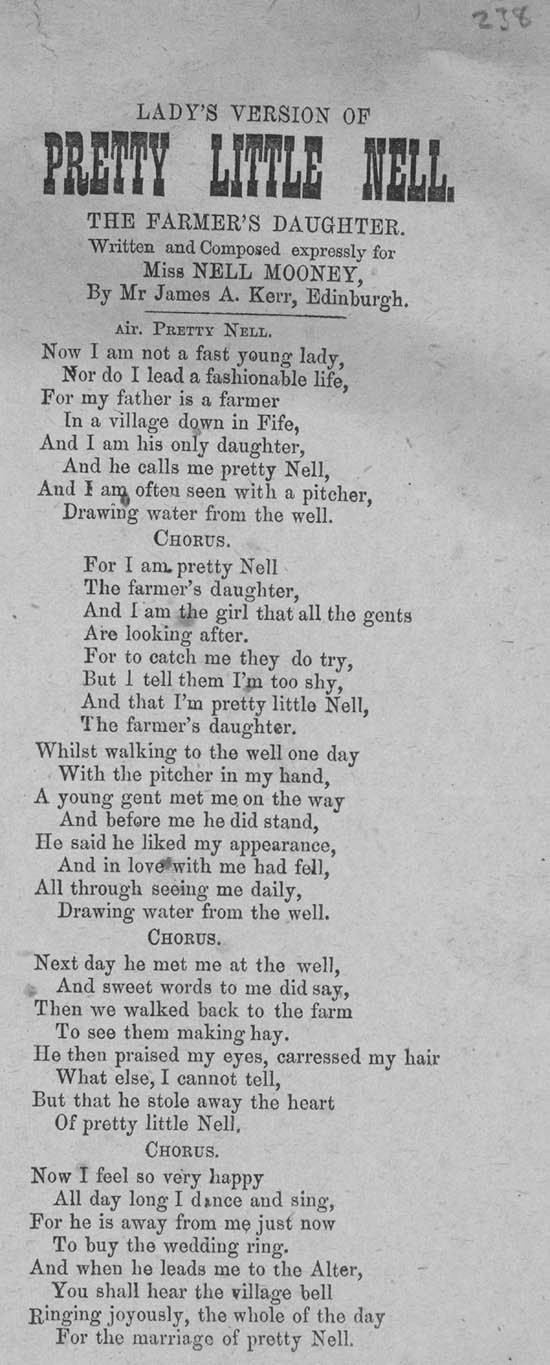 238
LADY'S VERSION OF
PRETTY LITTLE NELL.
THE FARMER'S DAUGHTER.
Written and Composed expressly for
Miss NELL MOONEY,
By Mr James A. Kerr, Edinburgh.
Air. PRETTY NELL.
Now I am not a fast young lady,
Nor do I lead a fashionable life,
For my father is a farmer
In a village down in Fife,
And I am his only daughter,
And he calls me pretty Nell,
And I am often seen with a pitcher,
Drawing water from the well.
CHORUS.
For I am pretty Nell
The farmer's daughter,
And I am the girl that all the gents
Are looking after.
For to catch me they do try,
But I tell them I'm too shy,
And that I'm pretty little Nell,
The farmer's daughter.
Whilst walking to the well one day
With the pitcher in my hand,
A young gent met me on the way
And before me he did stand,
He said he liked my appearance,
And in love with me had fell,
All through seeing me daily,
Drawing water from the well.
CHORUS.
Next day he met me at the well,
And sweet words to me did say,
Then we walked back to the farm
To see them making hay.
He then praised my eyes, carressed my hair
What else, I cannot tell,
But that he stole away the heart
Of pretty little Nell.
CHORUS.
Now I feel so very happy
All day long I dance and sing,
For he is away from me just now
To buy the wedding ring.
And when he leads me to the Alter,
You shall hear the village bell
Ringing joyously, the whole of the day
For the marriage of pretty Nell.